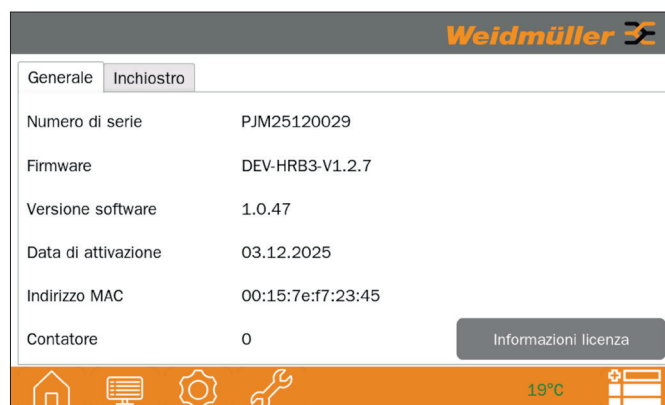 Weidmüller
Generale Inchiostro
Numero di serie PJM25120029
Firmware DEV-HRB3-V1.2.7
Versione software 1.0.47
Data di attivazione 03.12.2025
Indirizzo MAC 00:15:7e:f7:23:45
Contatore 0 Informazioni licenza
19°C